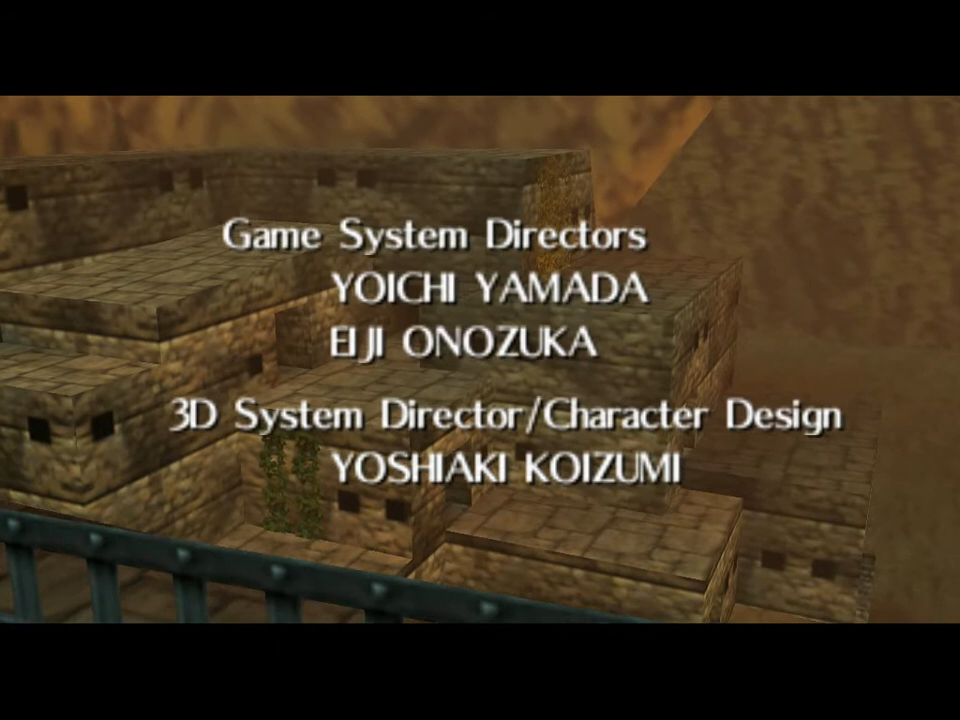 Game System Directors
YOICHI YAMADA
EIJI ONOZUKA
3D System Director/Character Design
YOSHIAKI KOIZUMI